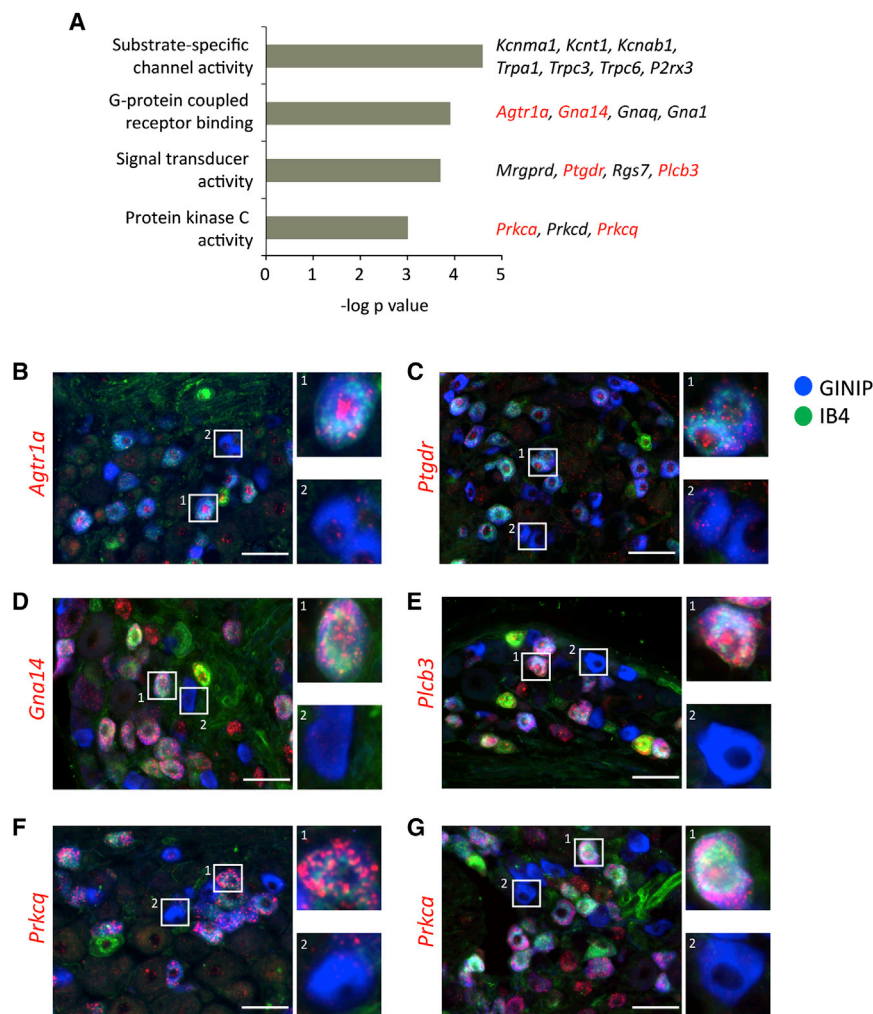 A
Substrate-specific
channel activity
Kcnma1, Kcnt1, Kcnab1,
Trpa1, Trpc3, Trpc6, P2rx3
G-protein coupled
receptor binding
Agtr1a, Gna14, Gnaq, Gna1
Signal transducer
activity
Mrgprd, Ptgdr, Rgs7, Plcb3
Protein kinase C
activity
Prkca, Prkcd, Prkcq
0 1 2 3 4 5
-log p value
B
Agtr1a
1
2
1
2
C
Ptgdr
1
2
1
2
GINIP
IB4
D
Gna14
1
2
1
2
E
Plcb3
1
2
1
2
F
Prkcq
1
2
1
2
G
Prkca
1
2
1
2